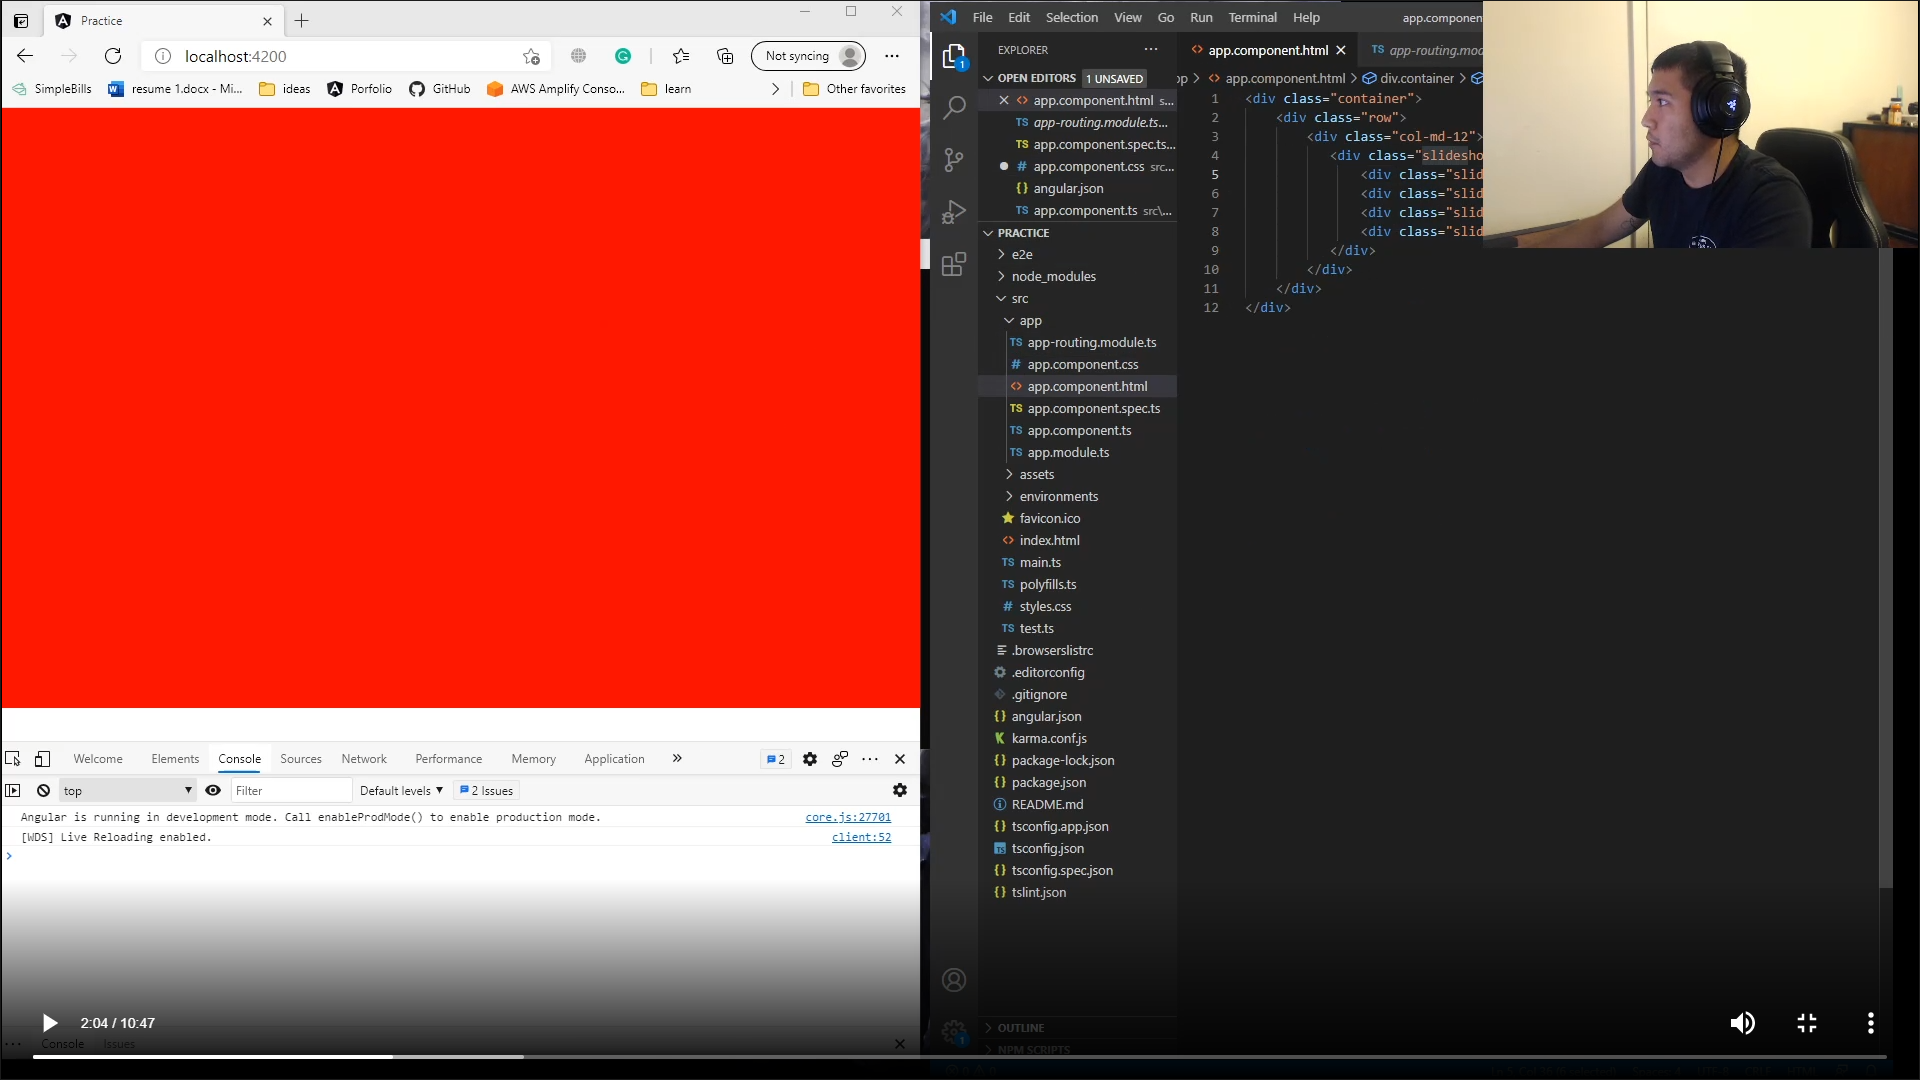 Practice
localhost:4200
Not syncing
SimpleBills
resume 1.docx - Mi...
ideas
Porfolio
GitHub
AWS Amplify Conso...
learn
Other favorites
Welcome
Elements
Console
Sources
Network
Performance
Memory
Application
2
top
Filter
Default levels
2 Issues
Angular is running in development mode. Call enableProdMode() to enable production mode.
core.js:27701
[WDS] Live Reloading enabled.
client:52
2:04 / 10:47
Console
Issues
File Edit Selection View Go Run Terminal Help
app.componen
EXPLORER
OPEN EDITORS 1 UNSAVED
app.component.html s...
app-routing.module.ts...
app.component.spec.ts...
app.component.css src...
angular.json
app.component.ts src\...
PRACTICE
e2e
node_modules
src
app
app-routing.module.ts
app.component.css
app.component.html
app.component.spec.ts
app.component.ts
app.module.ts
assets
environments
favicon.ico
index.html
main.ts
polyfills.ts
styles.css
test.ts
.browserslistrc
.editorconfig
.gitignore
angular.json
karma.conf.js
package-lock.json
package.json
README.md
tsconfig.app.json
tsconfig.json
tsconfig.spec.json
tslint.json
OUTLINE
NPM SCRIPTS
app.component.html
app-routing.mod
pp > app.component.html > div.container >
1 <div class="container">
2 <div class="row">
3 <div class="col-md-12">
4 <div class="slidesho
5 <div class="slid
6 <div class="slid
7 <div class="slid
8 <div class="slid
9 </div>
10 </div>
11 </div>
12 </div>